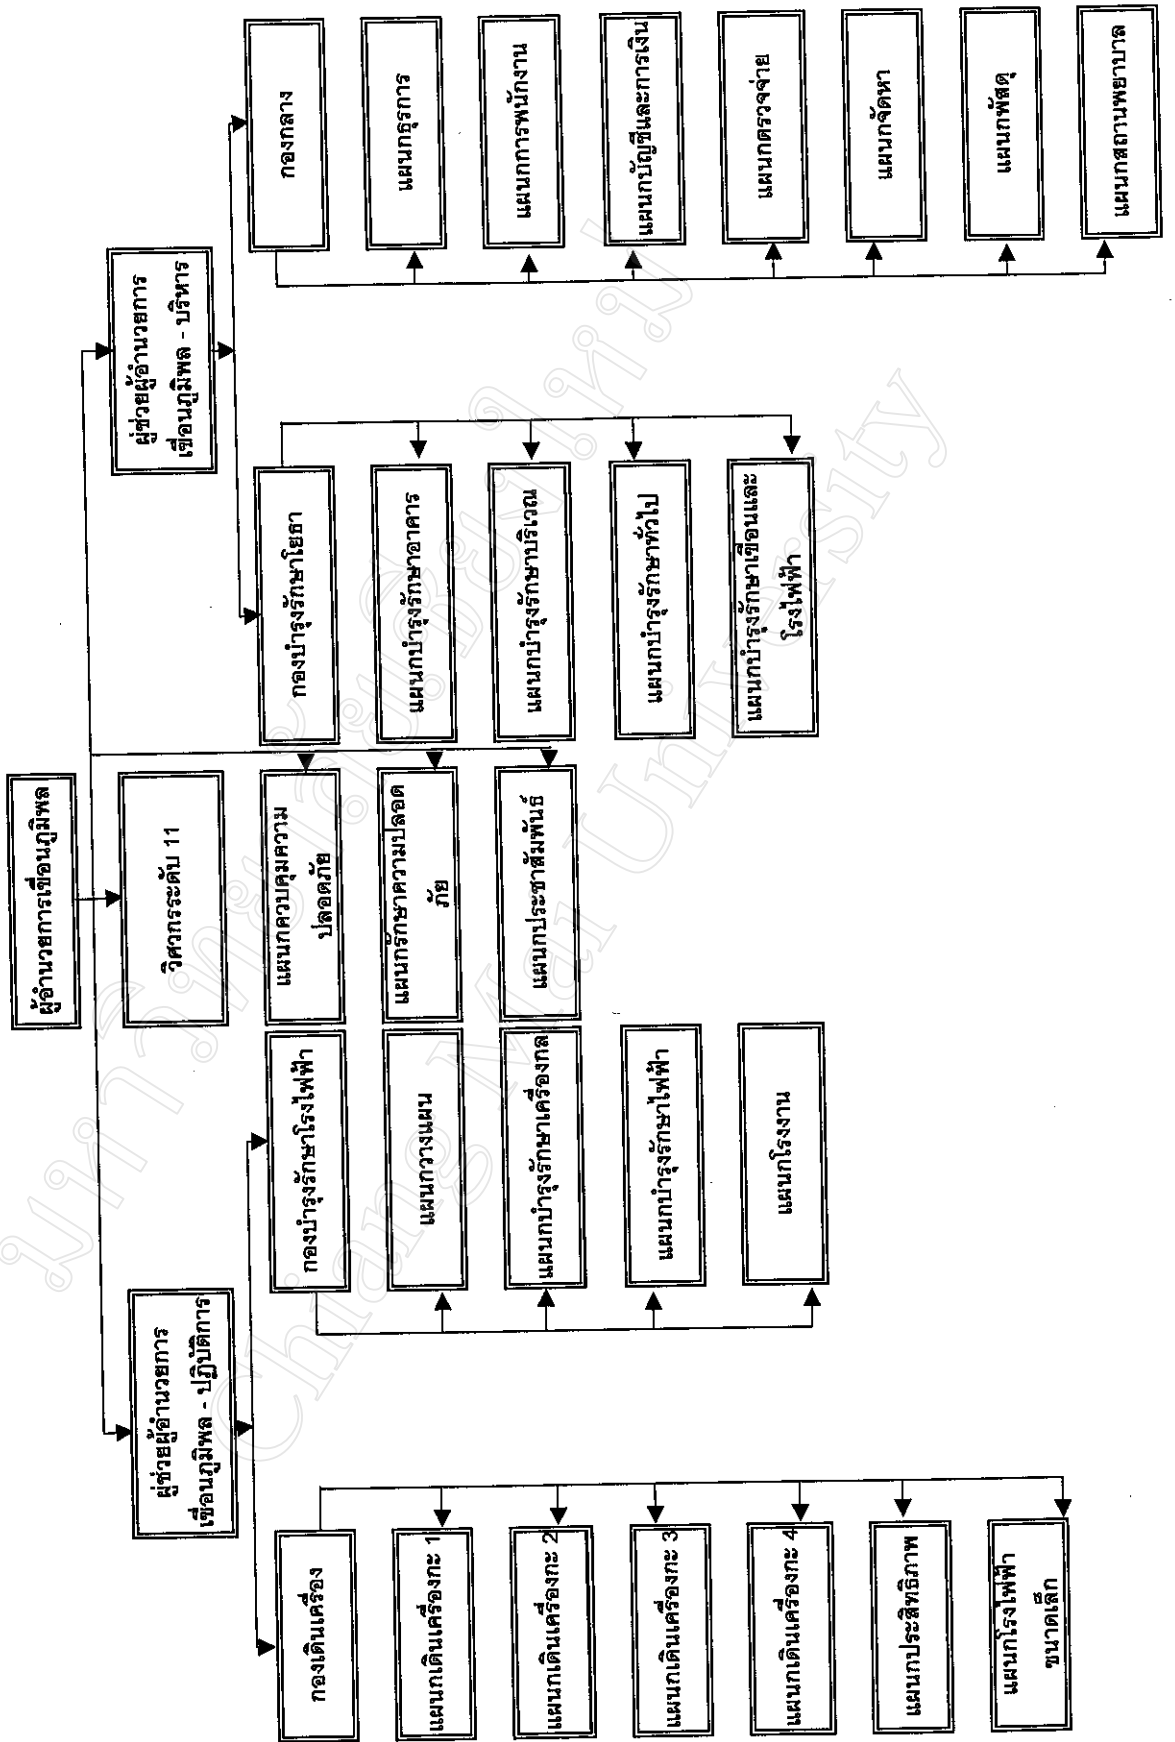 ผู้อำนวยการเขื่อนภูมิพล
วิศวกรระดับ 11
ผู้ช่วยผู้อำนวยการ
เขื่อนภูมิพล - ปฏิบัติการ
ผู้ช่วยผู้อำนวยการ
เขื่อนภูมิพล - บริหาร
กองเดินเครื่อง
แผนกเดินเครื่องกะ 1
แผนกเดินเครื่องกะ 2
แผนกเดินเครื่องกะ 3
แผนกเดินเครื่องกะ 4
แผนกประสิทธิภาพ
แผนกโรงไฟฟ้า
ขนาดเล็ก
กองบำรุงรักษาโรงไฟฟ้า
แผนกวางแผน
แผนกบำรุงรักษาเครื่องกล
แผนกบำรุงรักษาไฟฟ้า
แผนกโรงงาน
แผนกควบคุมความ
ปลอดภัย
แผนกรักษาความปลอด
ภัย
แผนกประชาสัมพันธ์
กองบำรุงรักษาโยธา
แผนกบำรุงรักษาอาคาร
แผนกบำรุงรักษาบริเวณ
แผนกบำรุงรักษาทั่วไป
แผนกบำรุงรักษาเขื่อนและ
โรงไฟฟ้า
กองกลาง
แผนกธุรการ
แผนกการพนักงาน
แผนกบัญชีและการเงิน
แผนกตรวจจ่าย
แผนกจัดหา
แผนกพัสดุ
แผนกสถานพยาบาล
มหาวิทยาลัยเชียงใหม่
Chiang Mai University